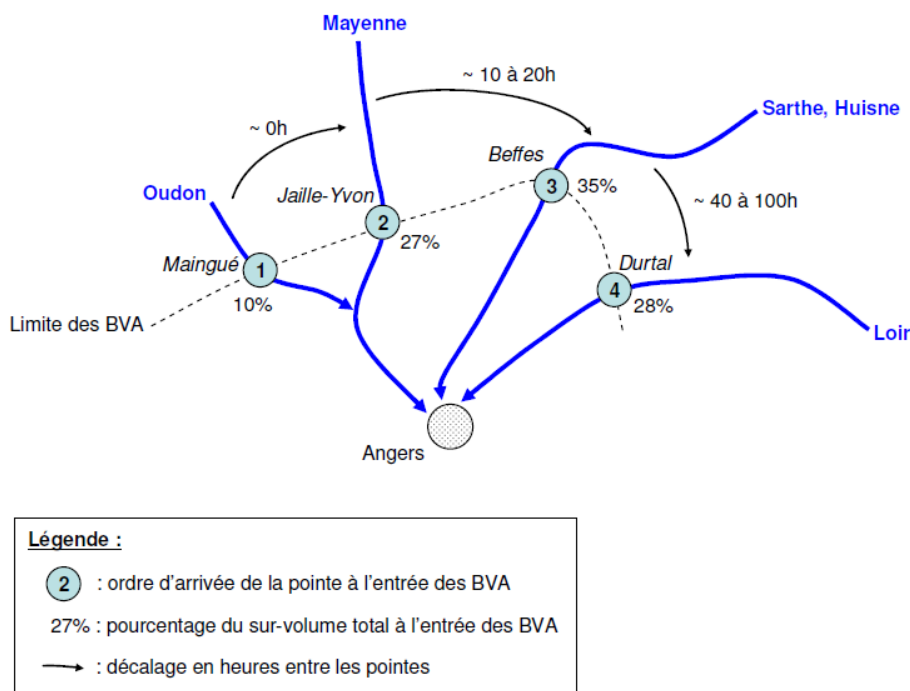 Mayenne
~ 10 à 20h
Sarthe, Huisne
~ 0h
Beffes
Oudon
Jaille-Yvon
3
35%
~ 40 à 100h
2
27%
Maingué
1
10%
Durtal
4
28%
Limite des BVA
Loir
Angers
Légende :
2 : ordre d'arrivée de la pointe à l'entrée des BVA
27% : pourcentage du sur-volume total à l'entrée des BVA
: décalage en heures entre les pointes